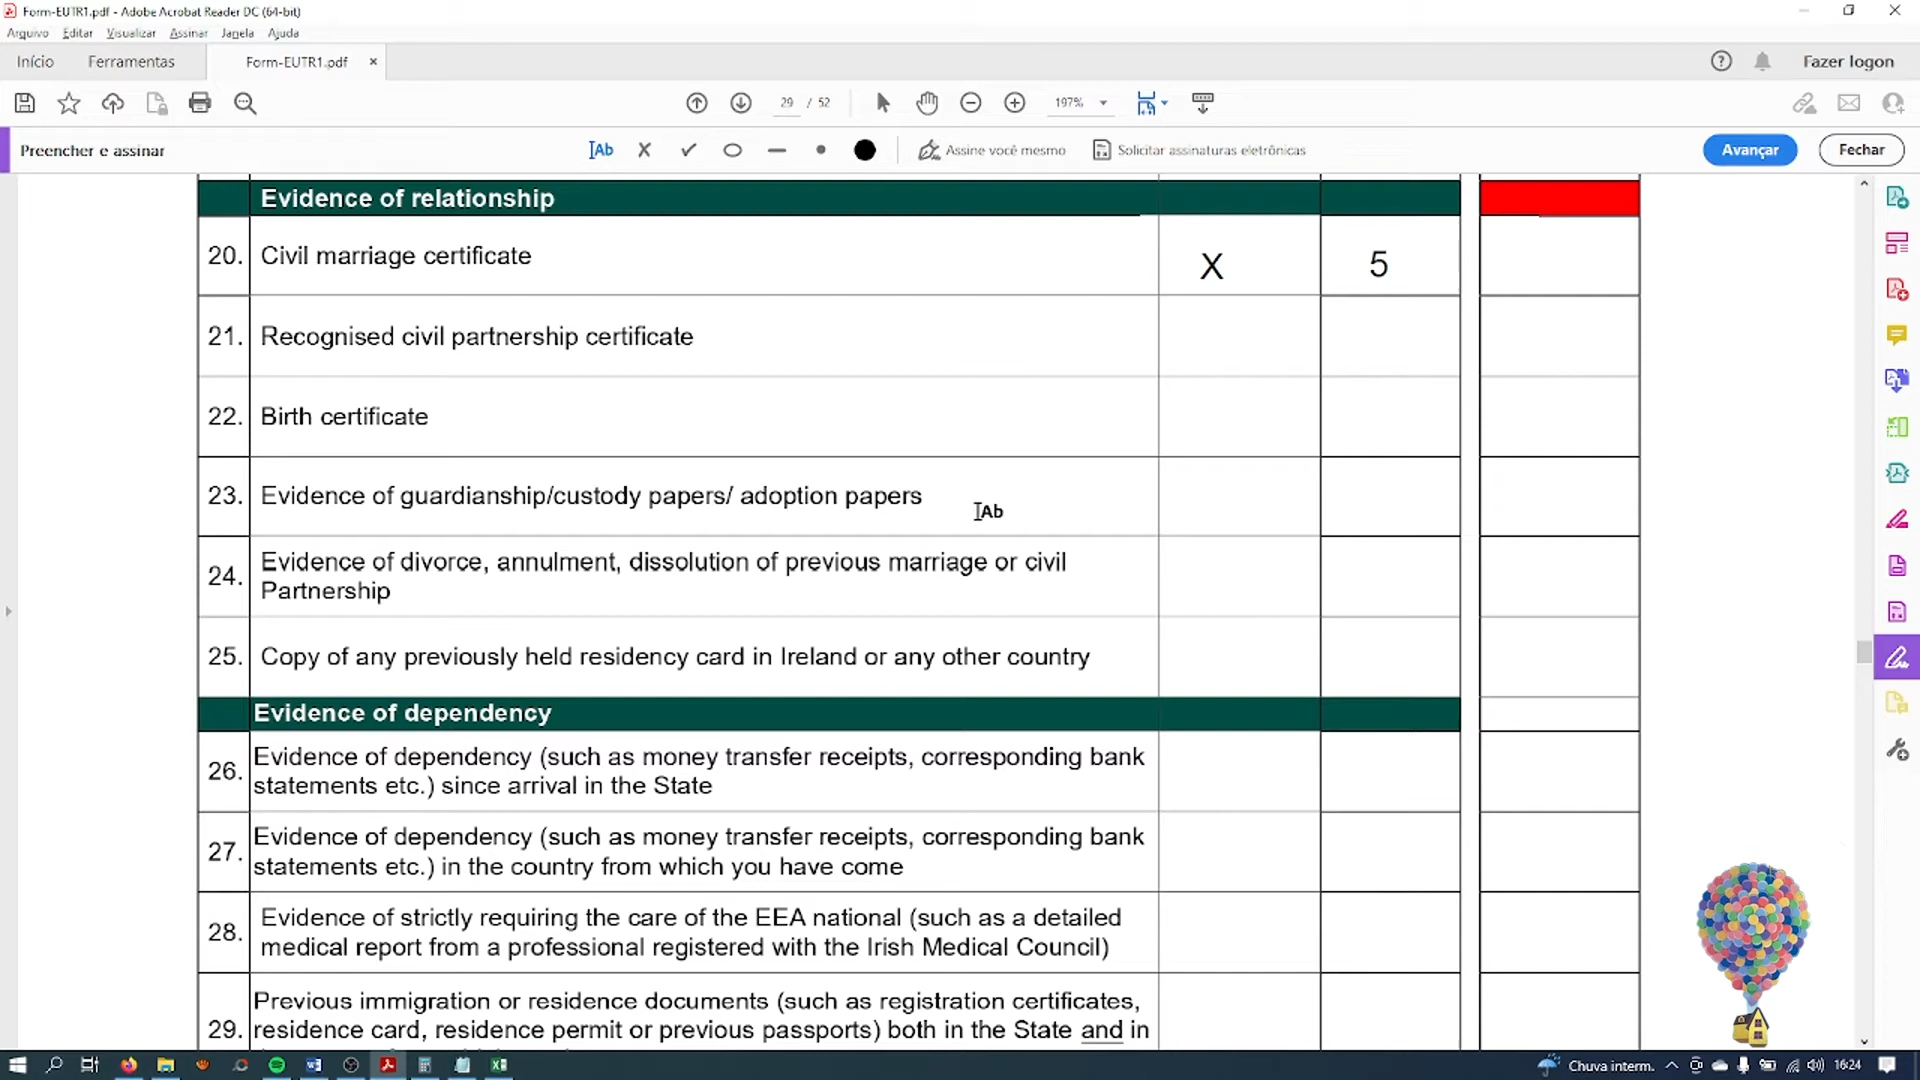 Form-EUTR1.pdf - Adobe Acrobat Reader DC (64-bit)
Arquivo Editar Visualizar Assinar Janela Ajuda
Início Ferramentas Form-EUTR1.pdf × Fazer logon
29 / 52 197%
Preencher e assinar Ab Assine você mesmo Solicitar assinaturas eletrônicas Avançar Fechar
Evidence of relationship
20. Civil marriage certificate X 5
21. Recognised civil partnership certificate
22. Birth certificate
23. Evidence of guardianship/custody papers/ adoption papers Ab
24. Evidence of divorce, annulment, dissolution of previous marriage or civil
Partnership
25. Copy of any previously held residency card in Ireland or any other country
Evidence of dependency
26. Evidence of dependency (such as money transfer receipts, corresponding bank
statements etc.) since arrival in the State
27. Evidence of dependency (such as money transfer receipts, corresponding bank
statements etc.) in the country from which you have come
28. Evidence of strictly requiring the care of the EEA national (such as a detailed
medical report from a professional registered with the Irish Medical Council)
29. Previous immigration or residence documents (such as registration certificates,
residence card, residence permit or previous passports) both in the State and in
Chuva interm. 16:24